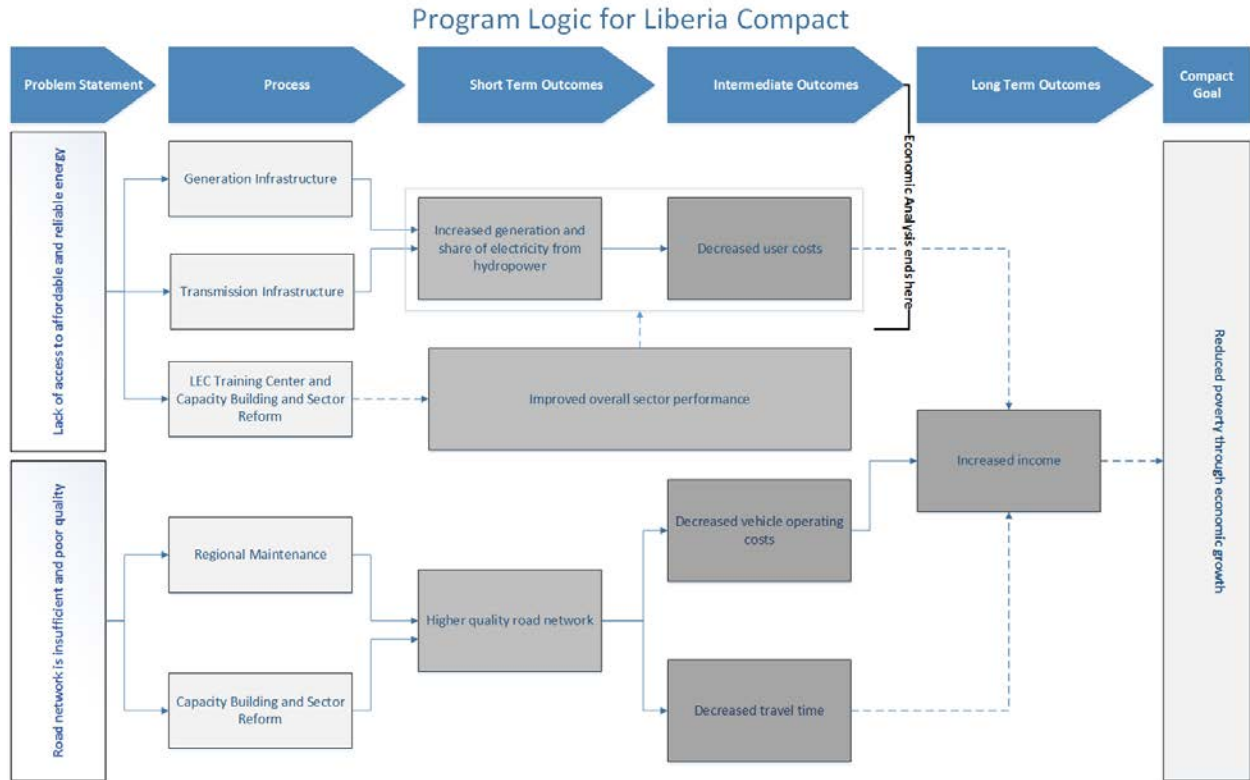 Program Logic for Liberia Compact
Problem Statement
Process
Short Term Outcomes
Intermediate Outcomes
Long Term Outcomes
Compact
Goal
Lack of access to affordable and reliable energy
Generation Infrastructure
Transmission Infrastructure
LEC Training Center and
Capacity Building and Sector
Reform
Increased generation and
share of electricity from
hydropower
Decreased user costs
Economic Analysis ends here
Improved overall sector performance
Road network is insufficient and poor quality
Regional Maintenance
Capacity Building and Sector
Reform
Higher quality road network
Decreased vehicle operating
costs
Decreased travel time
Increased income
Reduced poverty through economic growth